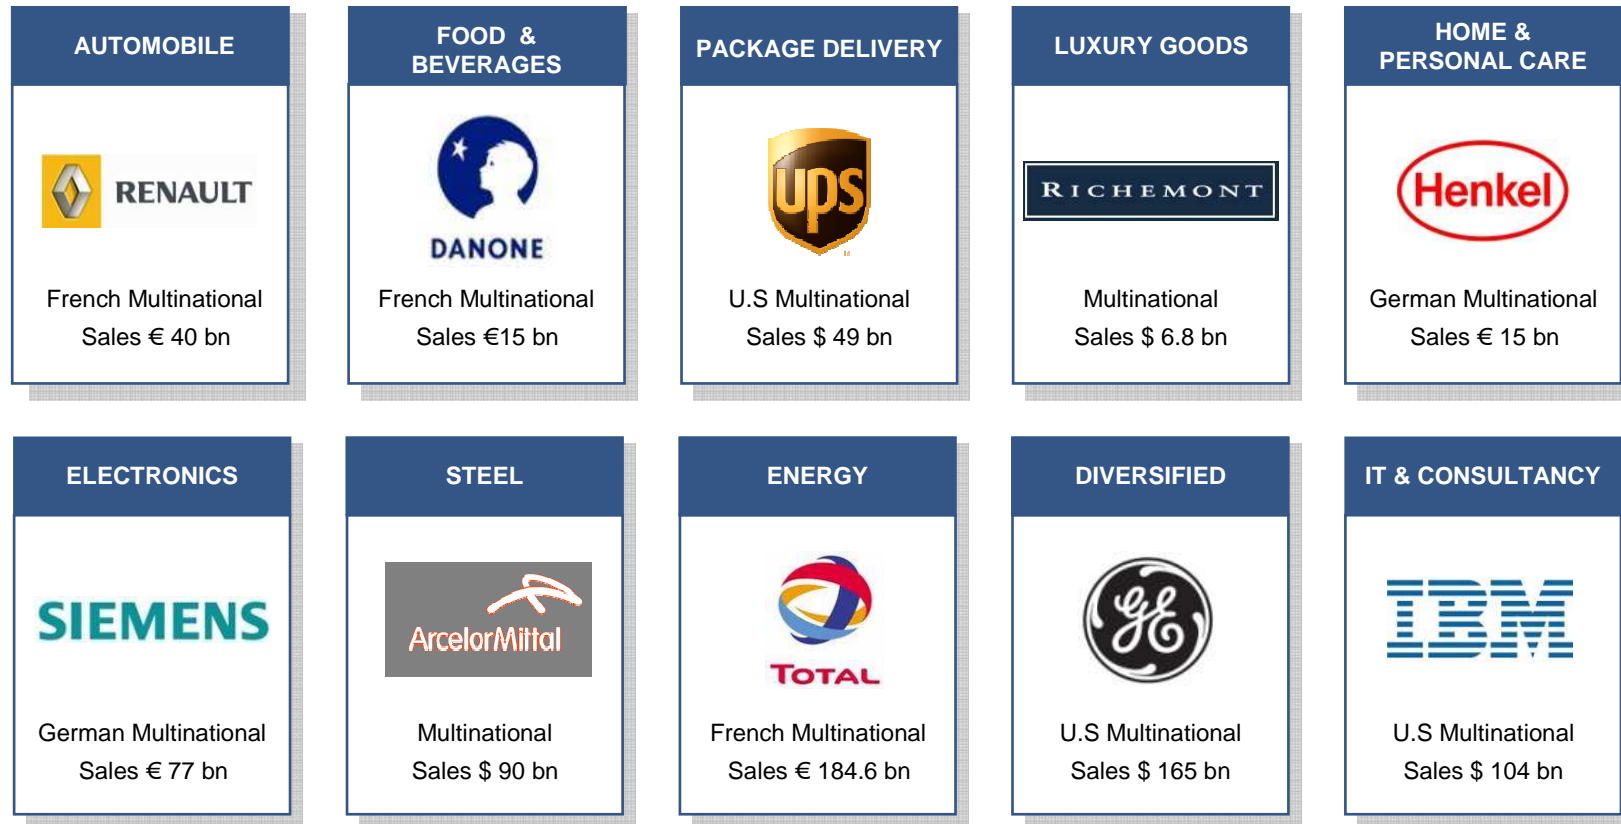 AUTOMOBILE
RENAULT
French Multinational
Sales € 40 bn
FOOD &
BEVERAGES
DANONE
French Multinational
Sales €15 bn
PACKAGE DELIVERY
ups
U.S Multinational
Sales $ 49 bn
LUXURY GOODS
RICHEMONT
Multinational
Sales $ 6.8 bn
HOME &
PERSONAL CARE
Henkel
German Multinational
Sales € 15 bn
ELECTRONICS
SIEMENS
German Multinational
Sales € 77 bn
STEEL
ArcelorMittal
Multinational
Sales $ 90 bn
ENERGY
TOTAL
French Multinational
Sales € 184.6 bn
DIVERSIFIED
GE
U.S Multinational
Sales $ 165 bn
IT & CONSULTANCY
IBM
U.S Multinational
Sales $ 104 bn